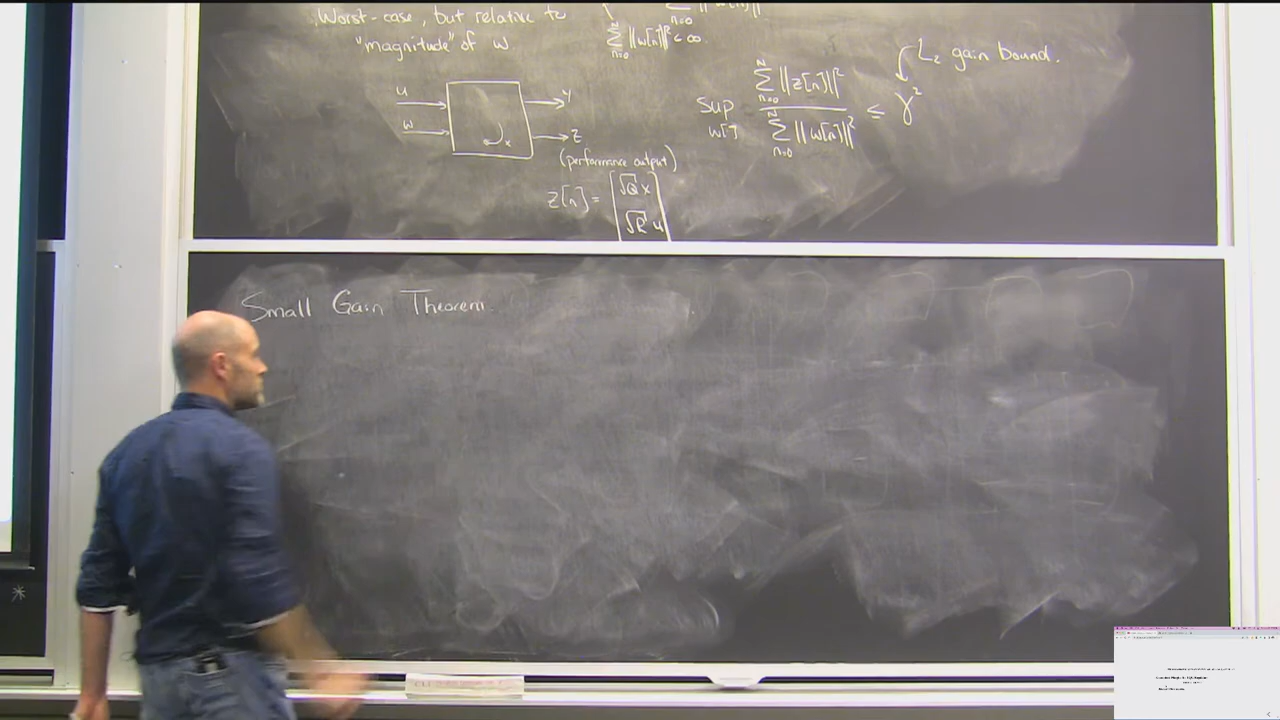 Worst-case, but relative to
"magnitude" of w
∑ ||w[n]||² < ∞
n=0
u
w
x
y
z
(performance output)
z[n] = [√Q x
√R u]
sup
w[·]
N
∑ ||z[n]||²
n=0
N
∑ ||w[n]||²
n=0
≤ γ²
L₂ gain bound.
Small Gain Theorem